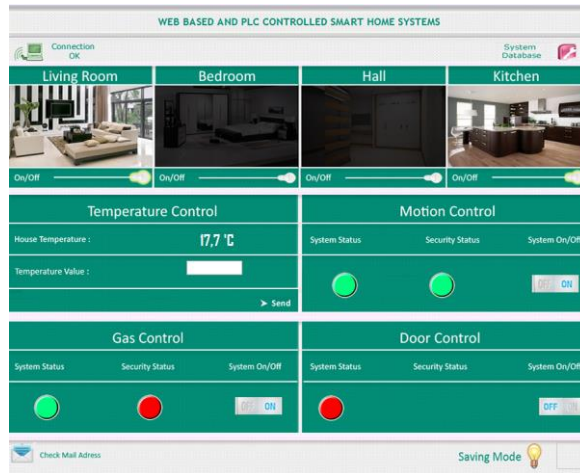 WEB BASED AND PLC CONTROLLED SMART HOME SYSTEMS
Connection
OK
System
Database
Living Room
Bedroom
Hall
Kitchen
On/Off
On/Off
On/Off
On/Off
Temperature Control
House Temperature :
17,7 °C
Temperature Value :
➤ Send
Motion Control
System Status
Security Status
System On/Off
OFF
ON
Gas Control
System Status
Security Status
System On/Off
OFF
ON
Door Control
System Status
Security Status
System On/Off
OFF
ON
Check Mail Adress
Saving Mode